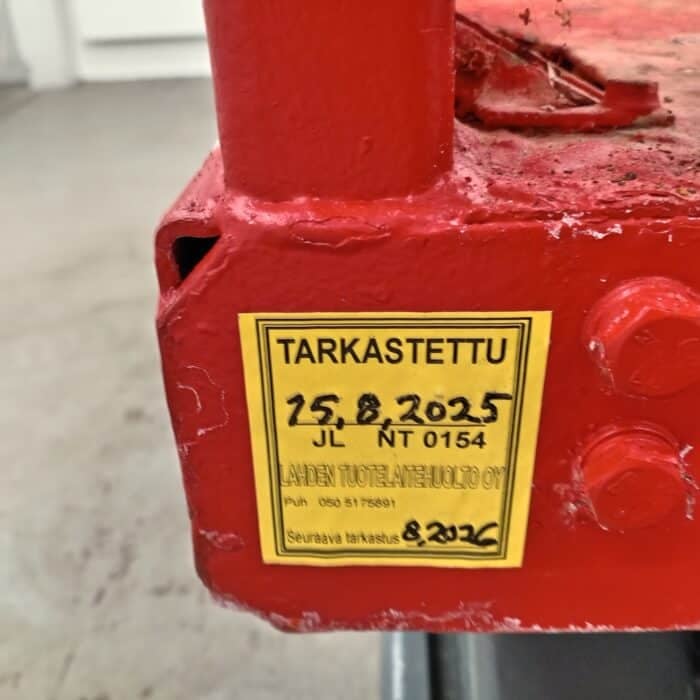 TARKASTETTU
15,8,2025
JL NT 0154
LAHDEN TUOTELAITEHUOLTO OY
Puh 050 5175891
Seuraava tarkastus 8,2026